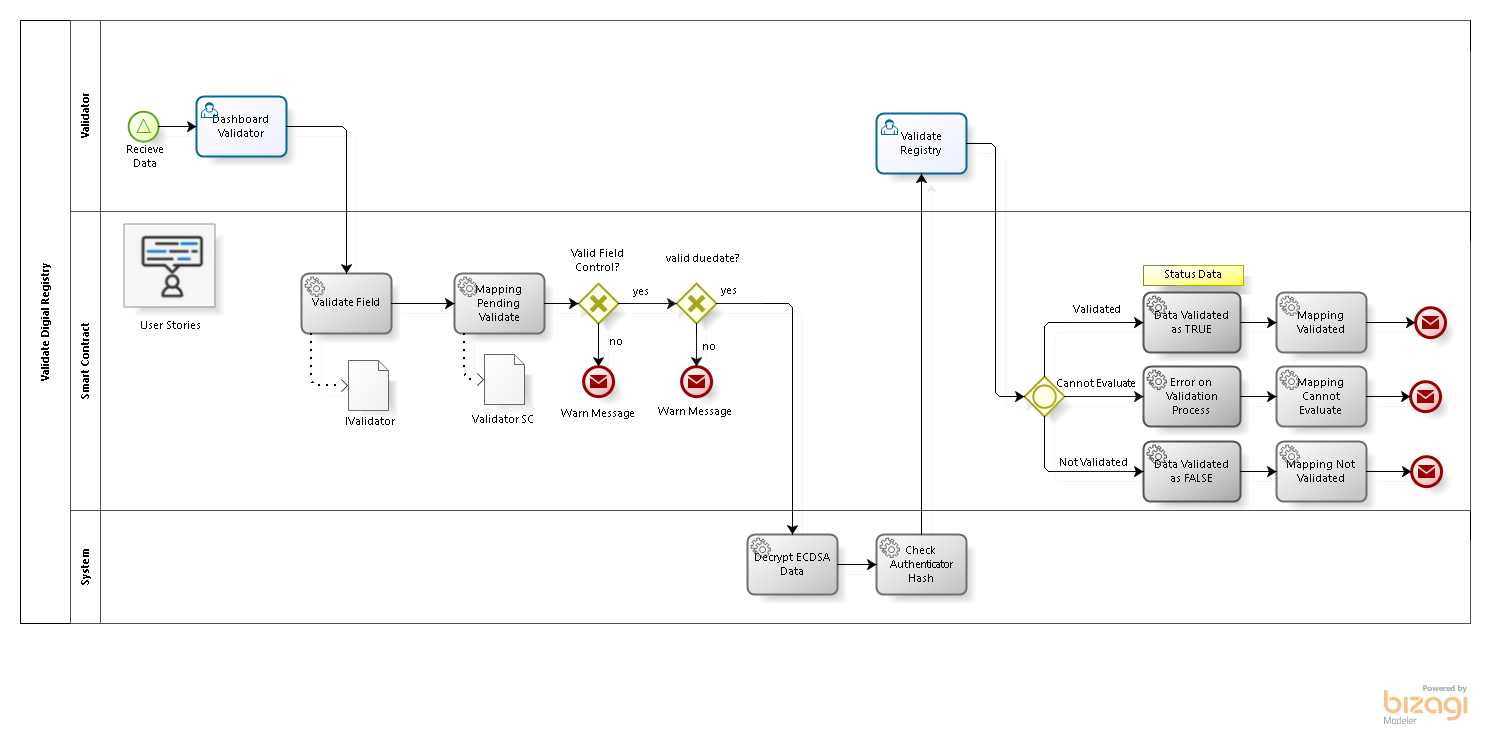 Validate Digial Registry
Validator
Recieve
Data
Dashboard
Validator
Validate
Registry
Smart Contract
User Stories
Validate Field
IValidator
Mapping
Pending
Validate
Validator SC
Valid Field
Control?
yes
no
Warn Message
valid duedate?
yes
no
Warn Message
Status Data
Validated
Data Validated
as TRUE
Mapping
Validated
Cannot Evaluate
Error on
Validation
Process
Mapping
Cannot
Evaluate
Not Validated
Data Validated
as FALSE
Mapping Not
Validated
System
Decrypt ECDSA
Data
Check
Authenticator
Hash
Powered by
bizagi
Modeler